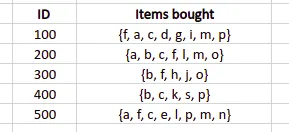 ID Items bought
100 {f, a, c, d, g, i, m, p}
200 {a, b, c, f, l, m, o}
300 {b, f, h, j, o}
400 {b, c, k, s, p}
500 {a, f, c, e, l, p, m, n}